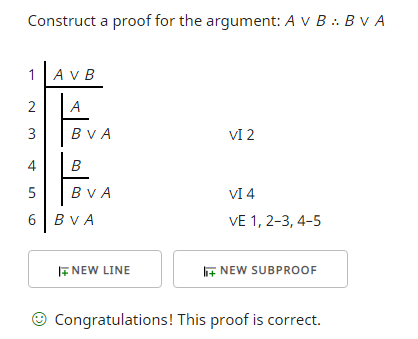 Construct a proof for the argument: A ∨ B ∴ B ∨ A
1 A ∨ B
2 A
3 B ∨ A ∨I 2
4 B
5 B ∨ A ∨I 4
6 B ∨ A ∨E 1, 2–3, 4–5
NEW LINE NEW SUBPROOF
Congratulations! This proof is correct.